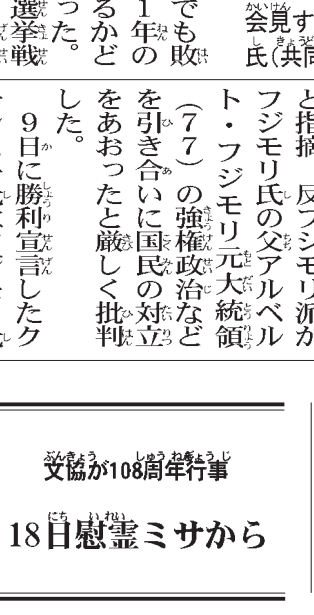 会見す
氏(共同
でも敗
1年の
るかど
った。
選挙戦
と指摘 反フジモリ派が
フジモリ氏の父アルベル
ト・フジモリ元大統領
(77)の強権政治など
を引き合いに国民の対立
をあおったと厳しく批判
した。
9日に勝利宣言したク
文協が108周年行事
18日慰霊ミサから